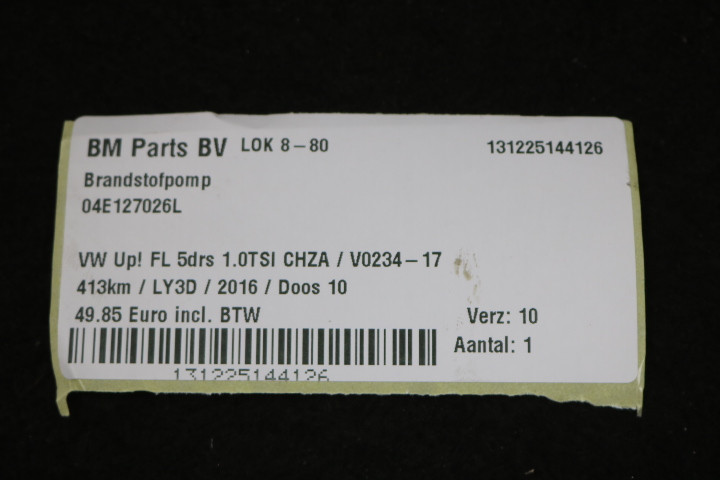 BM Parts BV LOK 8-80 131225144126
Brandstofpomp
04E127026L
VW Up! FL 5drs 1.0TSI CHZA / V0234-17
413km / LY3D / 2016 / Doos 10
49.85 Euro incl. BTW Verz: 10
Aantal: 1
131225144126